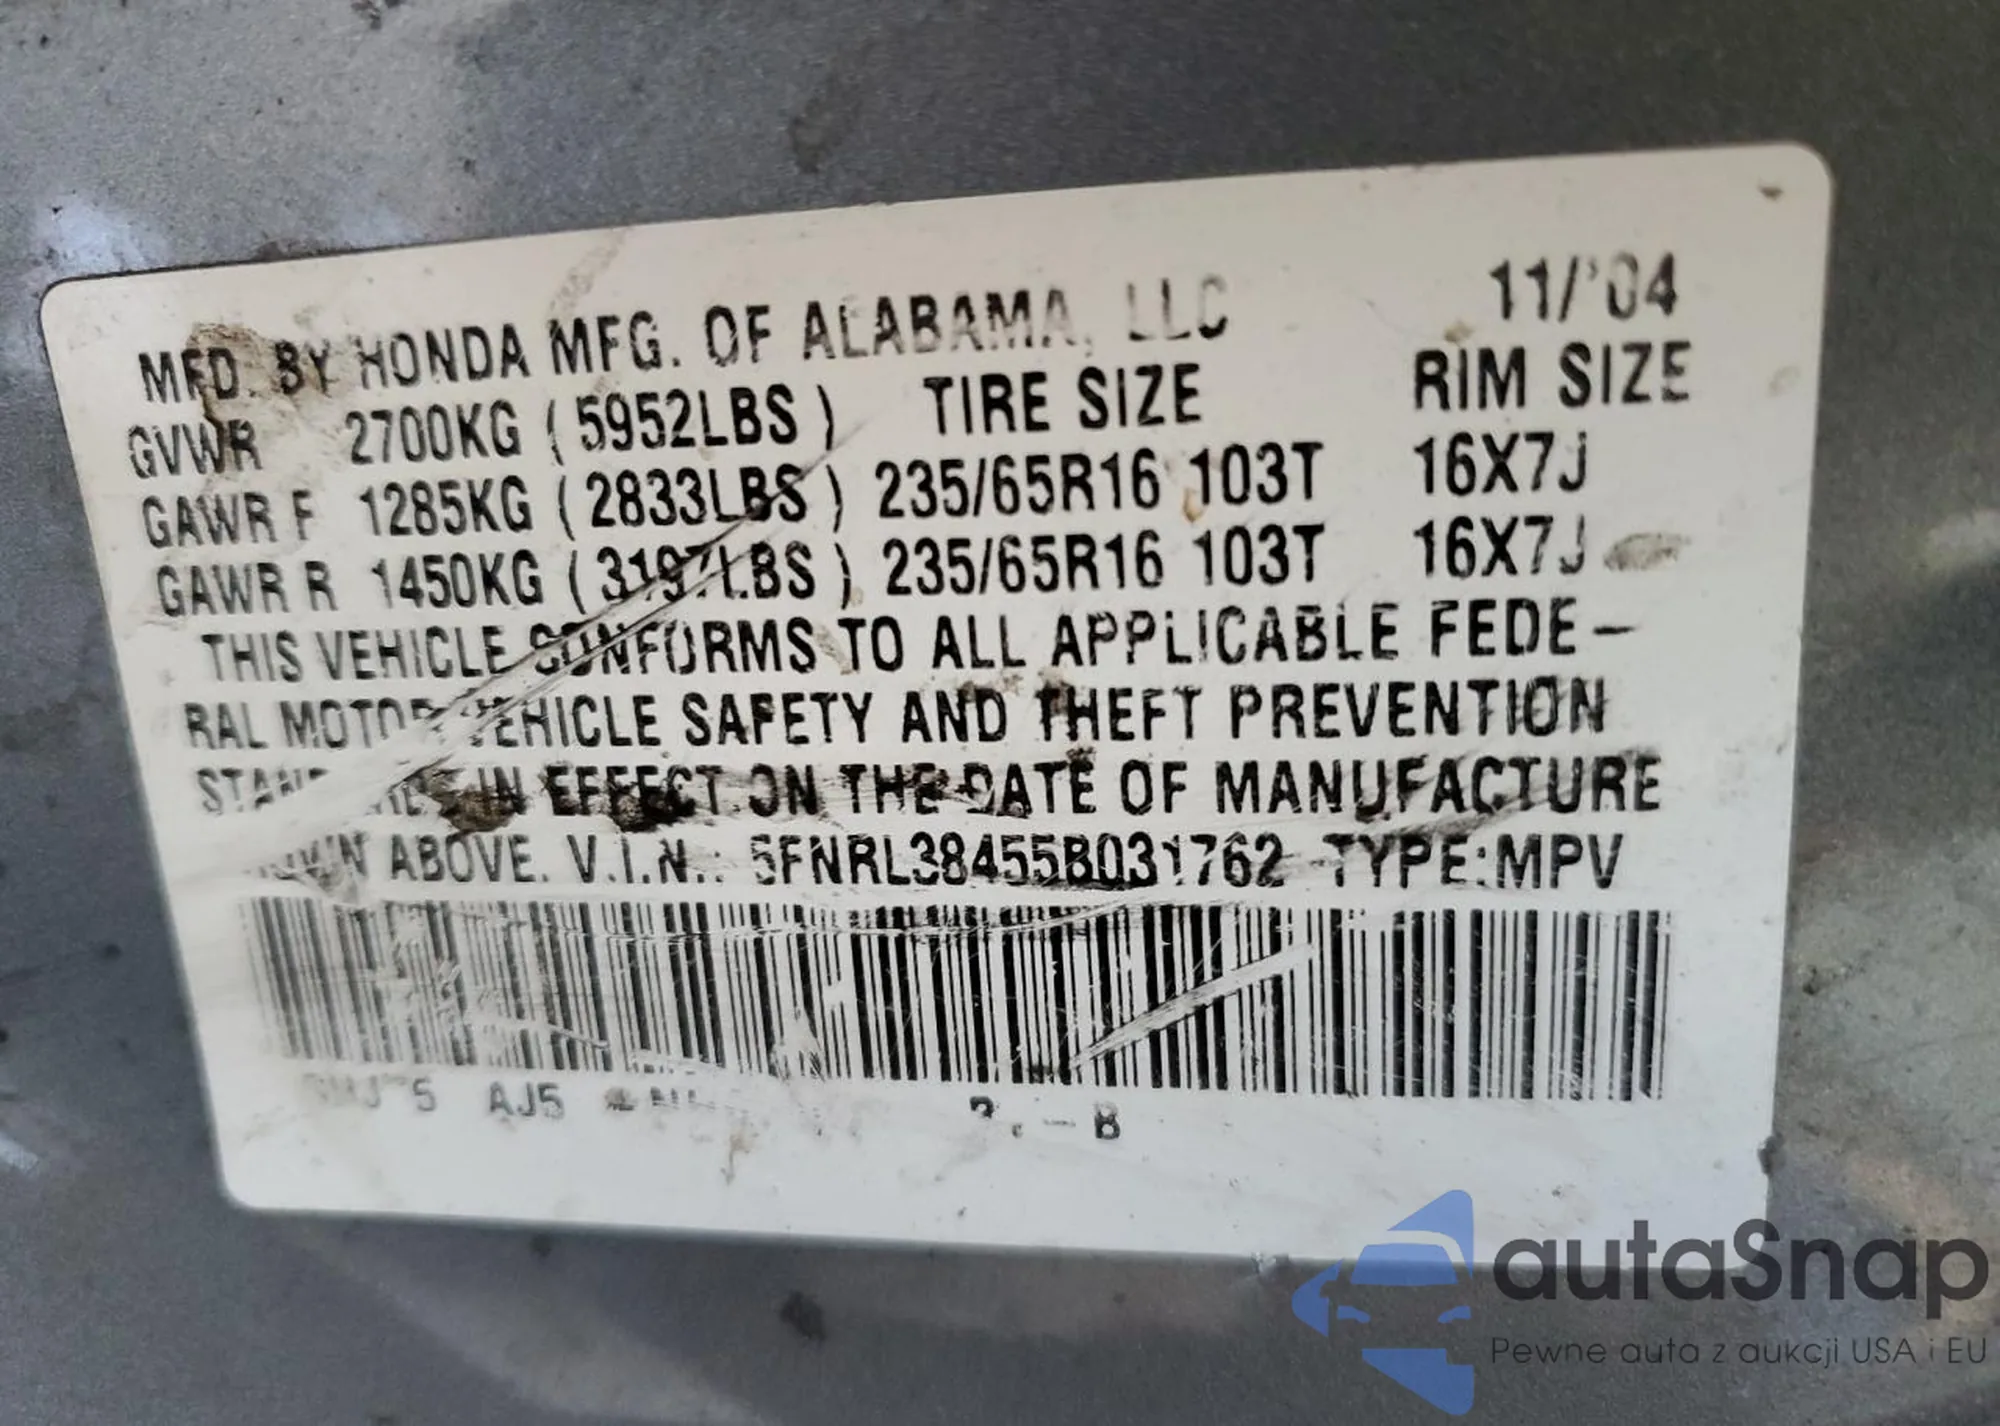 MFD. BY HONDA MFG. OF ALABAMA, LLC 11/'04
GVWR 2700KG (5952LBS) TIRE SIZE RIM SIZE
GAWR F 1285KG (2833LBS) 235/65R16 103T 16X7J
GAWR R 1450KG (3197LBS) 235/65R16 103T 16X7J
THIS VEHICLE CONFORMS TO ALL APPLICABLE FEDE-
RAL MOTOR VEHICLE SAFETY AND THEFT PREVENTION
IN EFFECT ON THE DATE OF MANUFACTURE
ABOVE. V.I.N.: 5FNRL38455B031762 TYPE:MPV
AJ5 B
autaSnap
Pewne auta z aukcji USA i EU